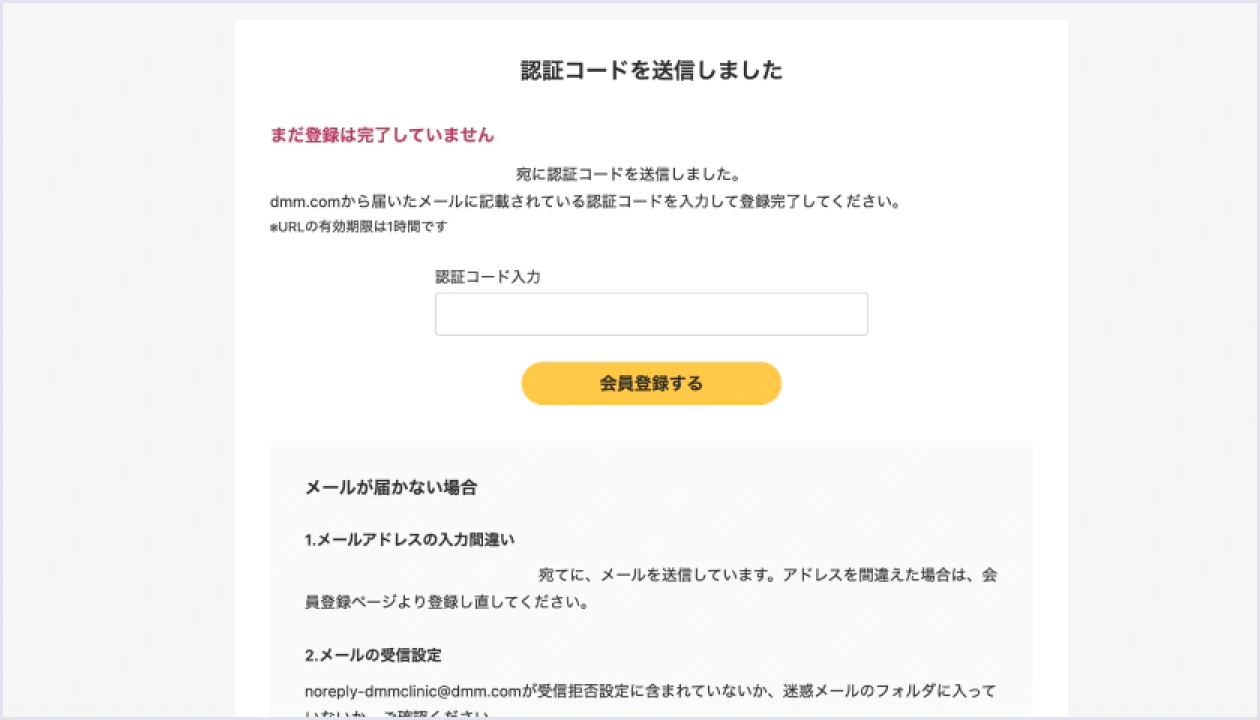 認証コードを送信しました
まだ登録は完了していません
宛に認証コードを送信しました。
dmm.comから届いたメールに記載されている認証コードを入力して登録完了してください。
※URLの有効期限は1時間です
認証コード入力
会員登録する
メールが届かない場合
1.メールアドレスの入力間違い
宛てに、メールを送信しています。アドレスを間違えた場合は、会
員登録ページより登録し直してください。
2.メールの受信設定
noreply-dmmclinic@dmm.comが受信拒否設定に含まれていないか、迷惑メールのフォルダに入って
いないか、ご確認ください